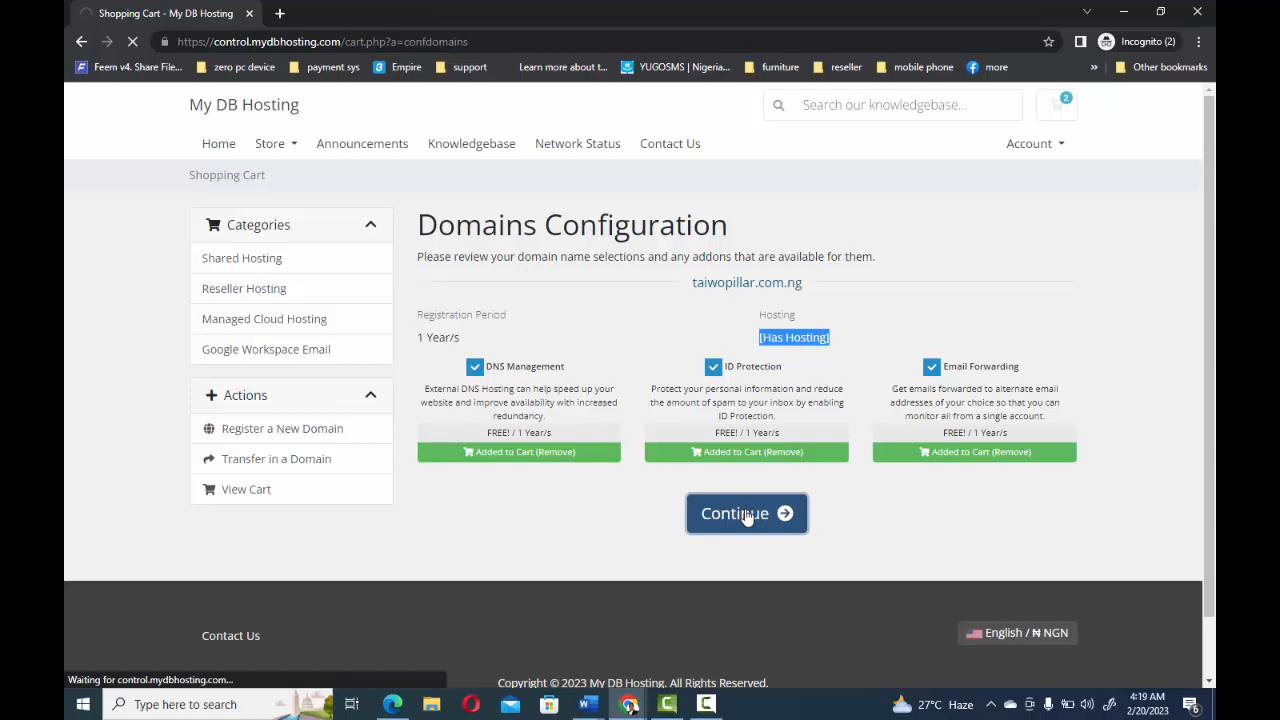 Shopping Cart - My DB Hosting
Incognito (2)
https://control.mydbhosting.com/cart.php?a=confdomains
Feem v4. Share File...
zero pc device
payment sys
Empire
support
Learn more about t...
YUGOSMS | Nigeria...
furniture
reseller
mobile phone
more
»
Other bookmarks
My DB Hosting
Search our knowledgebase...
2
Home
Store
Announcements
Knowledgebase
Network Status
Contact Us
Account
Shopping Cart
Categories
Shared Hosting
Reseller Hosting
Managed Cloud Hosting
Google Workspace Email
Actions
Register a New Domain
Transfer in a Domain
View Cart
Domains Configuration
Please review your domain name selections and any addons that are available for them.
taiwopillar.com.ng
Registration Period
1 Year/s
Hosting
[Has Hosting]
DNS Management
External DNS Hosting can help speed up your
website and improve availability with increased
redundancy.
FREE! / 1 Year/s
Added to Cart (Remove)
ID Protection
Protect your personal information and reduce
the amount of spam to your inbox by enabling
ID Protection.
FREE! / 1 Year/s
Added to Cart (Remove)
Email Forwarding
Get emails forwarded to alternate email
addresses of your choice so that you can
monitor all from a single account.
FREE! / 1 Year/s
Added to Cart (Remove)
Continue
Contact Us
English / ₦ NGN
Copyright © 2023 My DB Hosting. All Rights Reserved.
Waiting for control.mydbhosting.com...
Type here to search
27°C Haze
4:19 AM
2/20/2023
6